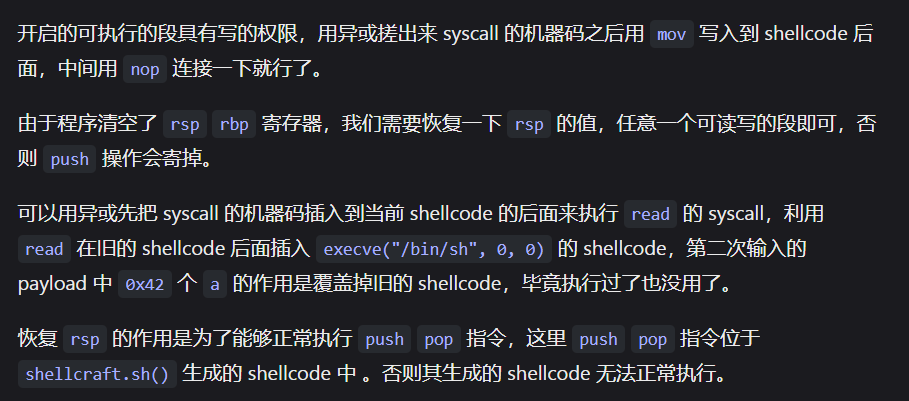 开启的可执行的段具有写的权限，用异或搓出来 syscall 的机器码之后用 mov 写入到 shellcode 后
面，中间用 nop 连接一下就行了。
由于程序清空了 rsp rbp 寄存器，我们需要恢复一下 rsp 的值，任意一个可读写的段即可，否
则 push 操作会寄掉。
可以用异或先把 syscall 的机器码插入到当前 shellcode 的后面来执行 read 的 syscall，利用
read 在旧的 shellcode 后面插入 execve("/bin/sh", 0, 0) 的 shellcode，第二次输入的
payload 中 0x42 个 a 的作用是覆盖掉旧的 shellcode，毕竟执行过了也没用了。
恢复 rsp 的作用是为了能够正常执行 push pop 指令，这里 push pop 指令位于
shellcraft.sh() 生成的 shellcode 中 。否则其生成的 shellcode 无法正常执行。